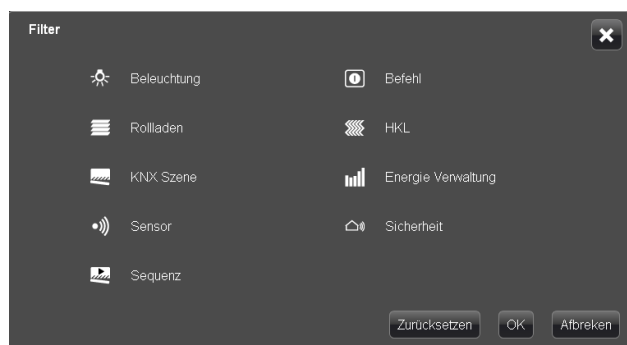 Filter
Beleuchtung
Befehl
Rollladen
HKL
KNX Szene
Energie Verwaltung
Sensor
Sicherheit
Sequenz
Zurücksetzen
OK
Afbreken